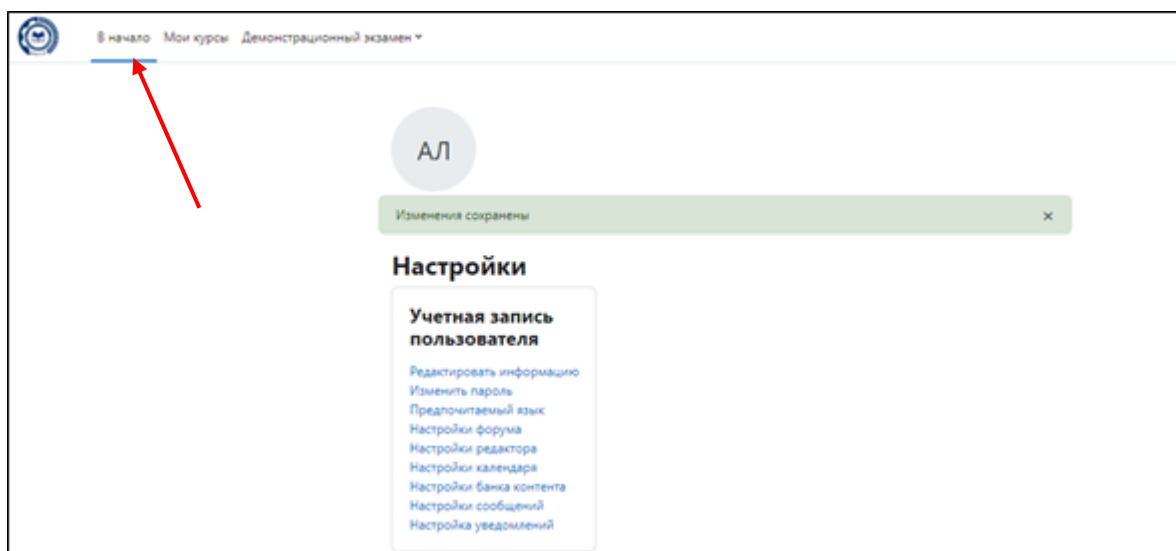 В начало Мои курсы Демонстрационный экзамен
АЛ
Изменения сохранены ×
Настройки
Учетная запись
пользователя
Редактировать информацию
Изменить пароль
Предпочитаемый язык
Настройки форума
Настройки редактора
Настройки календаря
Настройки банка контента
Настройки сообщений
Настройка уведомлений